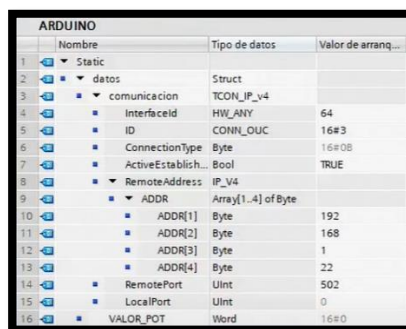 ARDUINO
Nombre Tipo de datos Valor de arranq...
1 Static
2 datos Struct
3 comunicacion TCON_IP_v4
4 InterfaceId HW_ANY 64
5 ID CONN_OUC 16#3
6 ConnectionType Byte 16#0B
7 ActiveEstablish... Bool TRUE
8 RemoteAddress IP_V4
9 ADDR Array[1..4] of Byte
10 ADDR[1] Byte 192
11 ADDR[2] Byte 168
12 ADDR[3] Byte 1
13 ADDR[4] Byte 22
14 RemotePort UInt 502
15 LocalPort UInt 0
16 VALOR_POT Word 16#0